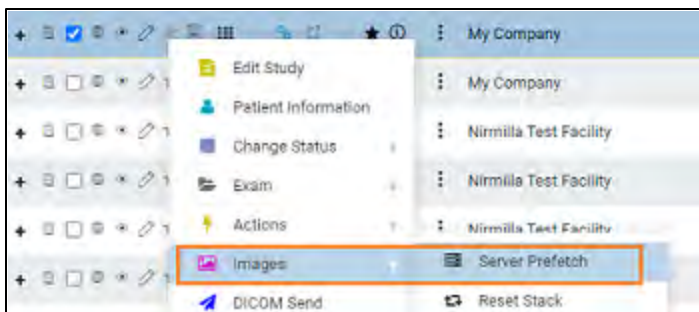 My Company
Edit Study
My Company
Patient Information
Change Status
Nirmilla Test Facility
Exam
Nirmilla Test Facility
Actions
Nirmilla Test Facility
Images
Server Prefetch
DICOM Send
Reset Stack